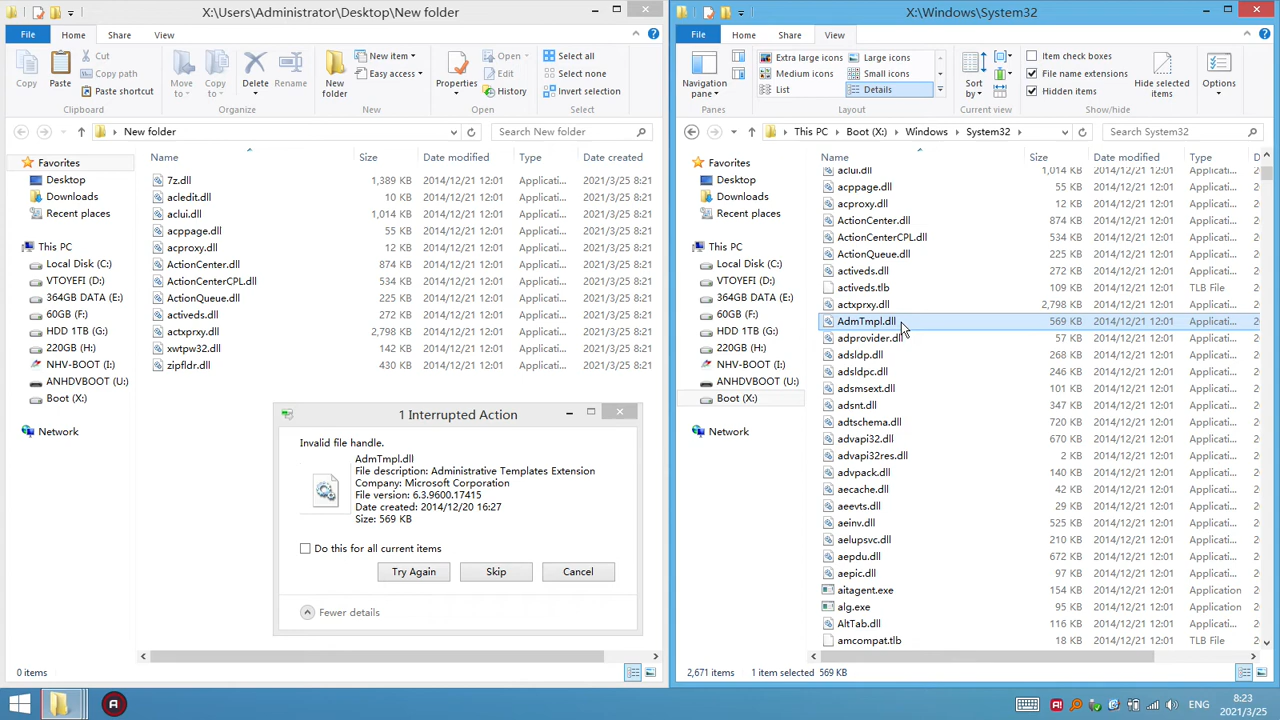 X:\Users\Administrator\Desktop\New folder
File Home Share View
Copy
Paste
Cut
Copy path
Paste shortcut
Clipboard
Move to
Copy to
Delete
Rename
Organize
New folder
New item
Easy access
New
Properties
Open
Edit
History
Open
Select all
Select none
Invert selection
Select
New folder
Search New folder
Favorites
Desktop
Downloads
Recent places
This PC
Local Disk (C:)
VTOYEFI (D:)
364GB DATA (E:)
60GB (F:)
HDD 1TB (G:)
220GB (H:)
NHV-BOOT (I:)
ANHDVBOOT (U:)
Boot (X:)
Network
Name Size Date modified Type Date created
7z.dll 1,389 KB 2014/12/21 12:01 Applicati... 2021/3/25 8:21
acledit.dll 10 KB 2014/12/21 12:01 Applicati... 2021/3/25 8:21
aclui.dll 1,014 KB 2014/12/21 12:01 Applicati... 2021/3/25 8:21
acppage.dll 55 KB 2014/12/21 12:01 Applicati... 2021/3/25 8:21
acproxy.dll 12 KB 2014/12/21 12:01 Applicati... 2021/3/25 8:21
ActionCenter.dll 874 KB 2014/12/21 12:01 Applicati... 2021/3/25 8:21
ActionCenterCPL.dll 534 KB 2014/12/21 12:01 Applicati... 2021/3/25 8:21
ActionQueue.dll 225 KB 2014/12/21 12:01 Applicati... 2021/3/25 8:21
activeds.dll 272 KB 2014/12/21 12:01 Applicati... 2021/3/25 8:21
actxprxy.dll 2,798 KB 2014/12/21 12:01 Applicati... 2021/3/25 8:21
xwtpw32.dll 142 KB 2014/12/21 12:01 Applicati... 2021/3/25 8:21
zipfldr.dll 430 KB 2014/12/21 12:01 Applicati... 2021/3/25 8:21
1 Interrupted Action
Invalid file handle.
AdmTmpl.dll
File description: Administrative Templates Extension
Company: Microsoft Corporation
File version: 6.3.9600.17415
Date created: 2014/12/20 16:27
Size: 569 KB
Do this for all current items
Try Again Skip Cancel
Fewer details
0 items
X:\Windows\System32
File Home Share View
Navigation pane
Panes
Extra large icons Large icons
Medium icons Small icons
List Details
Layout
Sort by
Current view
Item check boxes
File name extensions
Hidden items
Hide selected items
Show/hide
Options
This PC Boot (X:) Windows System32
Search System32
Favorites
Desktop
Downloads
Recent places
This PC
Local Disk (C:)
VTOYEFI (D:)
364GB DATA (E:)
60GB (F:)
HDD 1TB (G:)
220GB (H:)
NHV-BOOT (I:)
ANHDVBOOT (U:)
Boot (X:)
Network
Name Size Date modified Type D
aclui.dll 1,014 KB 2014/12/21 12:01 Applicati... 2
acppage.dll 55 KB 2014/12/21 12:01 Applicati... 2
acproxy.dll 12 KB 2014/12/21 12:01 Applicati... 2
ActionCenter.dll 874 KB 2014/12/21 12:01 Applicati... 2
ActionCenterCPL.dll 534 KB 2014/12/21 12:01 Applicati... 2
ActionQueue.dll 225 KB 2014/12/21 12:01 Applicati... 2
activeds.dll 272 KB 2014/12/21 12:01 Applicati... 2
activeds.tlb 109 KB 2014/12/21 12:01 TLB File 2
actxprxy.dll 2,798 KB 2014/12/21 12:01 Applicati... 2
AdmTmpl.dll 569 KB 2014/12/21 12:01 Applicati... 2
adprovider.dll 57 KB 2014/12/21 12:01 Applicati... 2
adsldp.dll 268 KB 2014/12/21 12:01 Applicati... 2
adsldpc.dll 246 KB 2014/12/21 12:01 Applicati... 2
adsmsext.dll 101 KB 2014/12/21 12:01 Applicati... 2
adsnt.dll 347 KB 2014/12/21 12:01 Applicati... 2
adtschema.dll 720 KB 2014/12/21 12:01 Applicati... 2
advapi32.dll 670 KB 2014/12/21 12:01 Applicati... 2
advapi32res.dll 2 KB 2014/12/21 12:01 Applicati... 2
advpack.dll 140 KB 2014/12/21 12:01 Applicati... 2
aecache.dll 42 KB 2014/12/21 12:01 Applicati... 2
aeevts.dll 29 KB 2014/12/21 12:01 Applicati... 2
aeinv.dll 525 KB 2014/12/21 12:01 Applicati... 2
aelupsvc.dll 210 KB 2014/12/21 12:01 Applicati... 2
aepdu.dll 672 KB 2014/12/21 12:01 Applicati... 2
aepic.dll 97 KB 2014/12/21 12:01 Applicati... 2
aitagent.exe 154 KB 2014/12/21 12:01 Application 2
alg.exe 95 KB 2014/12/21 12:01 Application 2
AltTab.dll 116 KB 2014/12/21 12:01 Applicati... 2
amcompat.tlb 18 KB 2014/12/21 12:01 TLB File 2
2,671 items 1 item selected 569 KB
ENG
8:23
2021/3/25